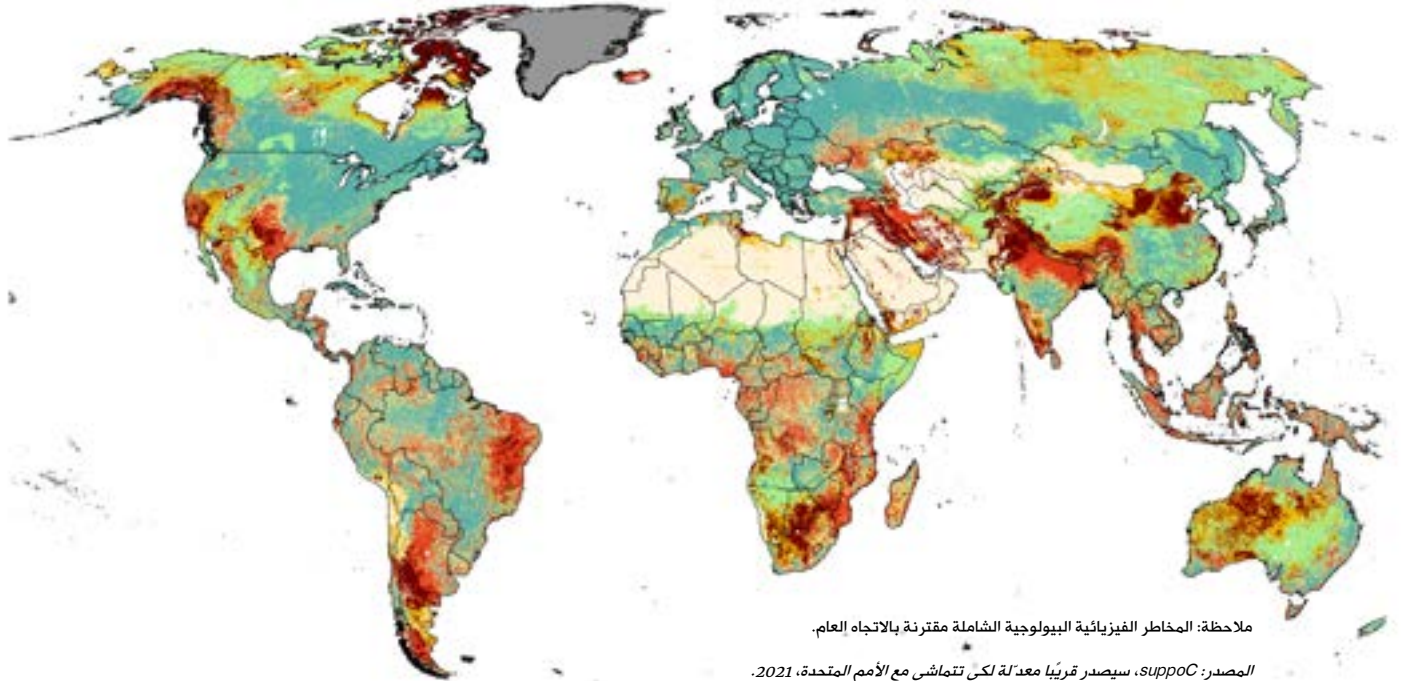 ملاحظة: المخاطر الفيزيائية البيولوجية الشاملة مقترنة بالاتجاه العام.
المصدر: suppoC، سيصدر قريبًا معدّلة لكي تتماشى مع الأمم المتحدة، 2021.